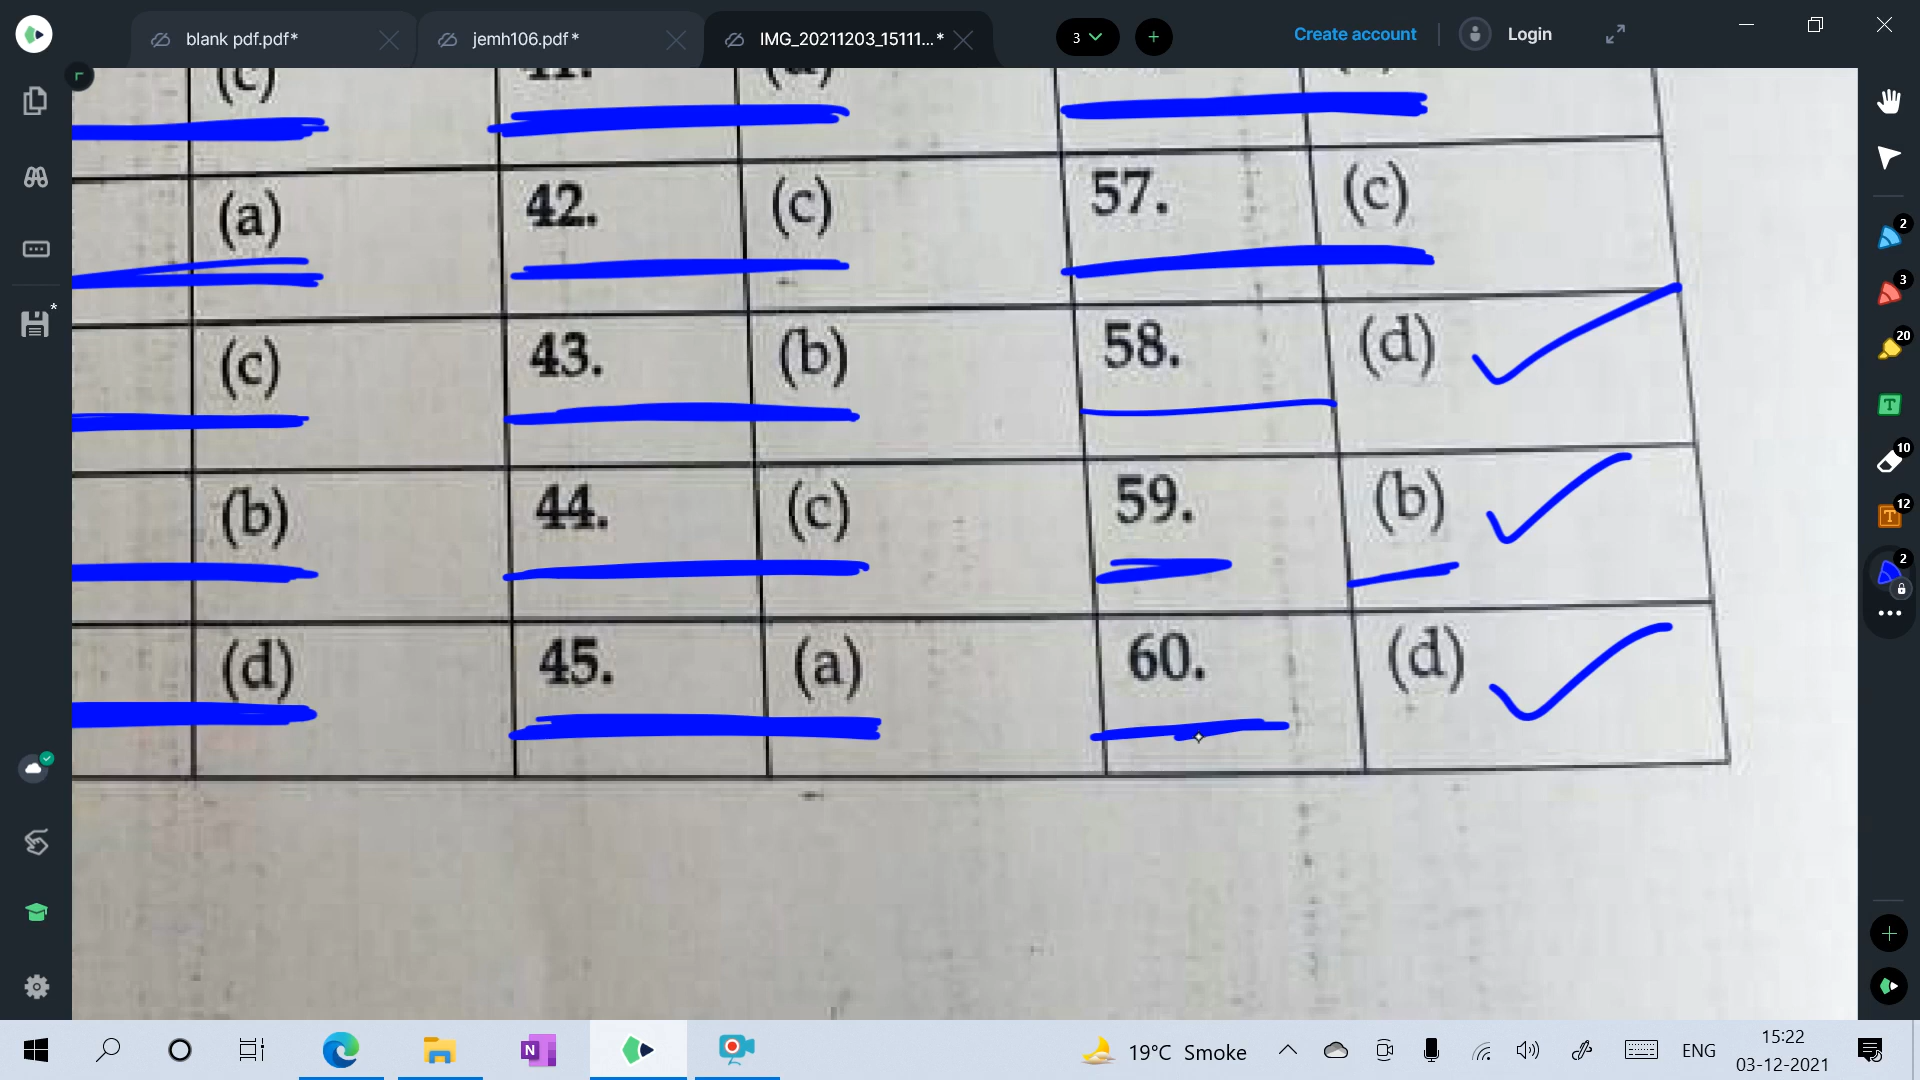 blank pdf.pdf* jemh106.pdf* IMG_20211203_15111...* 3 Create account Login
(c) 41. (d)
(a) 42. (c) 57. (c)
(c) 43. (b) 58. (d)
(b) 44. (c) 59. (b)
(d) 45. (a) 60. (d)
2
3
20
T
10
T 12
2
N 19°C Smoke ENG 15:22
03-12-2021